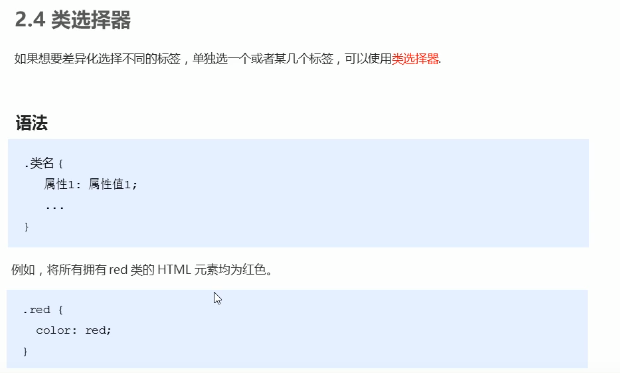 2.4 类选择器
如果想要差异化选择不同的标签，单独选一个或者某几个标签，可以使用类选择器.
语法
.类名 {
属性1: 属性值1;
...
}
例如，将所有拥有 red 类的 HTML 元素均为红色。
.red {
color: red;
}